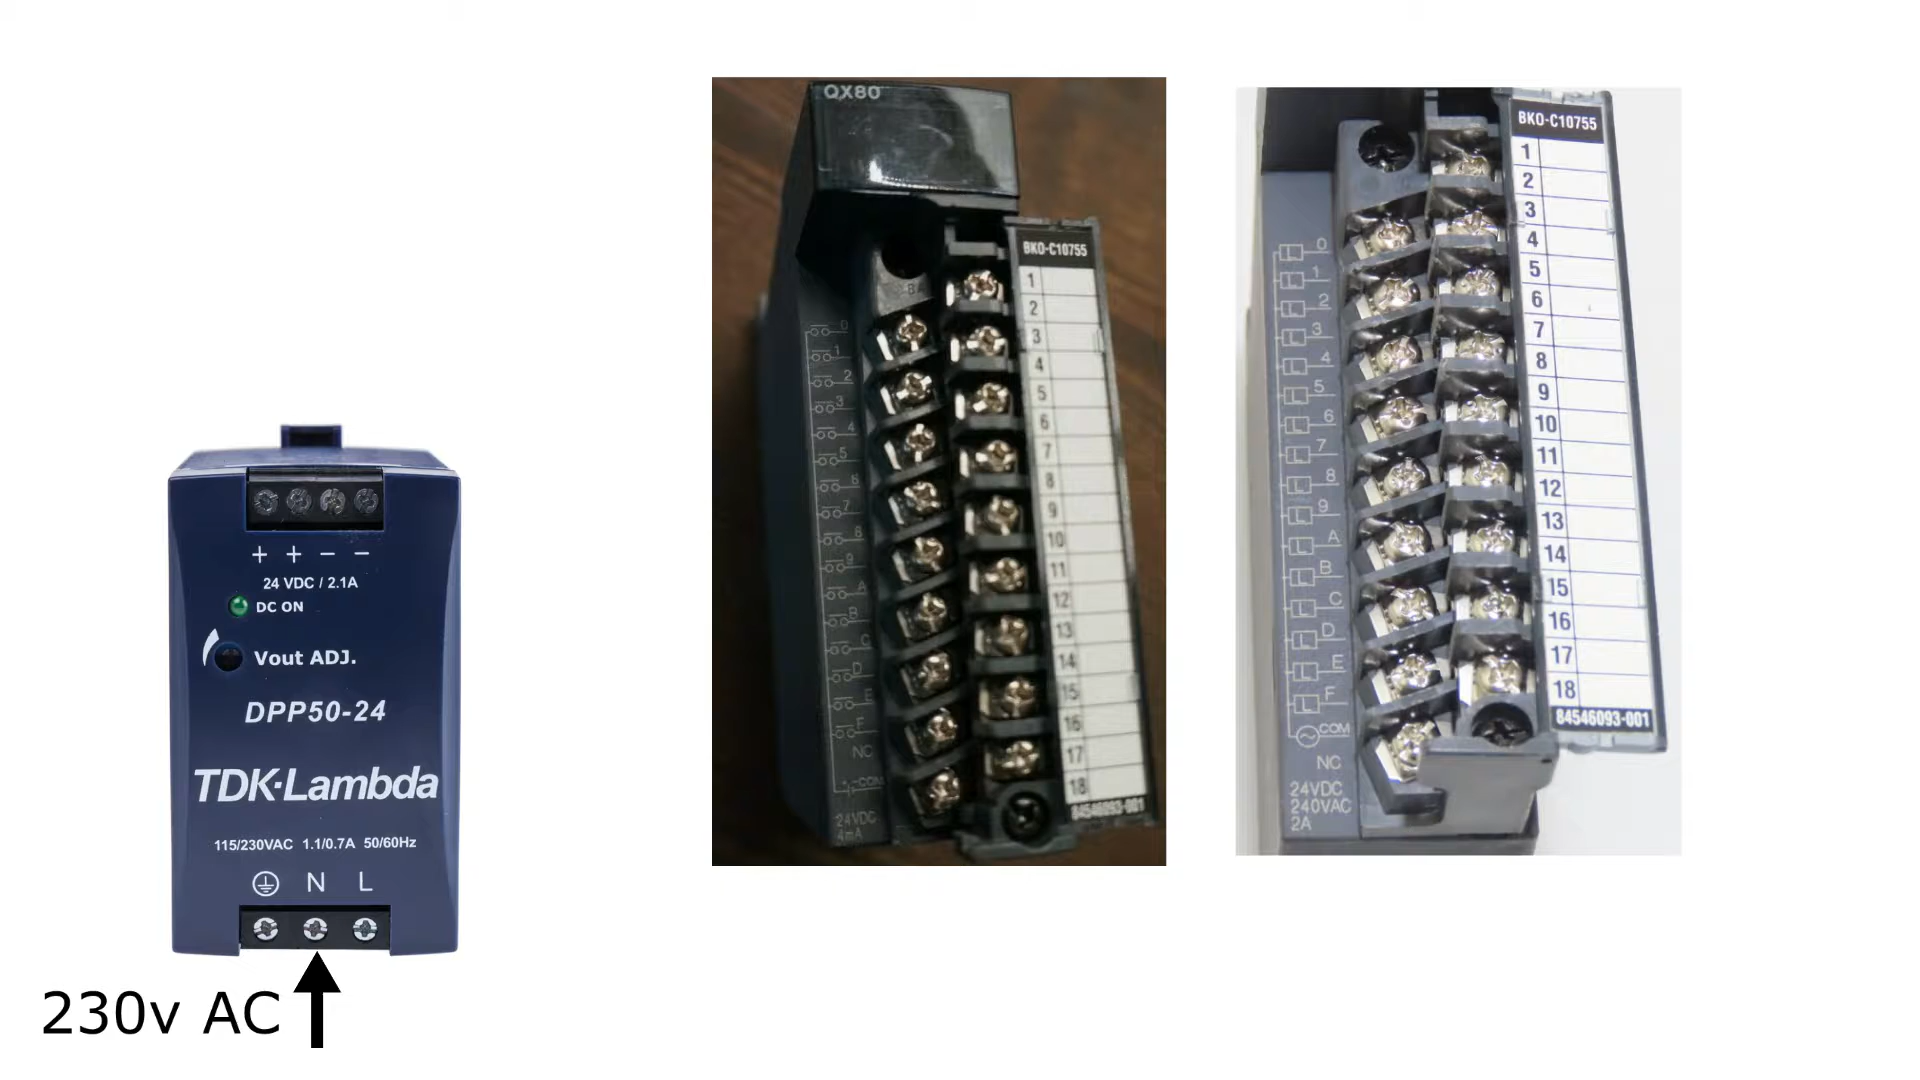 + + − −
24 VDC / 2.1A
DC ON
Vout ADJ.
DPP50-24
TDK·Lambda
115/230VAC 1.1/0.7A 50/60Hz
N L
230v AC
QX80
BKO-C10755
1
2
3
4
5
6
7
8
9
10
11
12
13
14
15
16
17
18
84546093-001
0
1
2
3
4
5
6
7
8
9
A
B
C
D
E
F
NC
COM
24VDC
4mA
BKO-C10755
1
2
3
4
5
6
7
8
9
10
11
12
13
14
15
16
17
18
84546093-001
0
1
2
3
4
5
6
7
8
9
A
B
C
D
E
F
COM
NC
24VDC
240VAC
2A